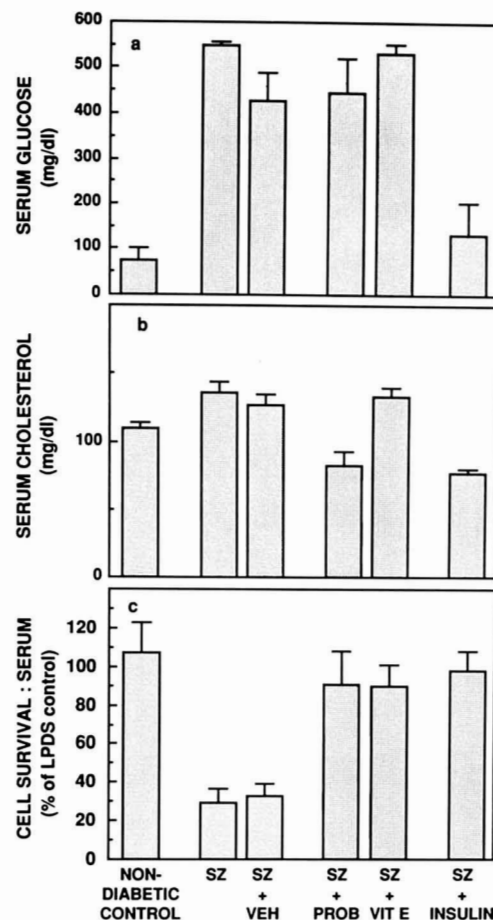 600
500
400
300
200
100
0
SERUM GLUCOSE
(mg/dl)
a
100
0
SERUM CHOLESTEROL
(mg/dl)
b
120
100
80
60
40
20
0
CELL SURVIVAL : SERUM
(% of LPDS control)
c
NON-
DIABETIC
CONTROL
SZ
SZ
+
VEH
SZ
+
PROB
SZ
+
VIT E
SZ
+
INSULIN